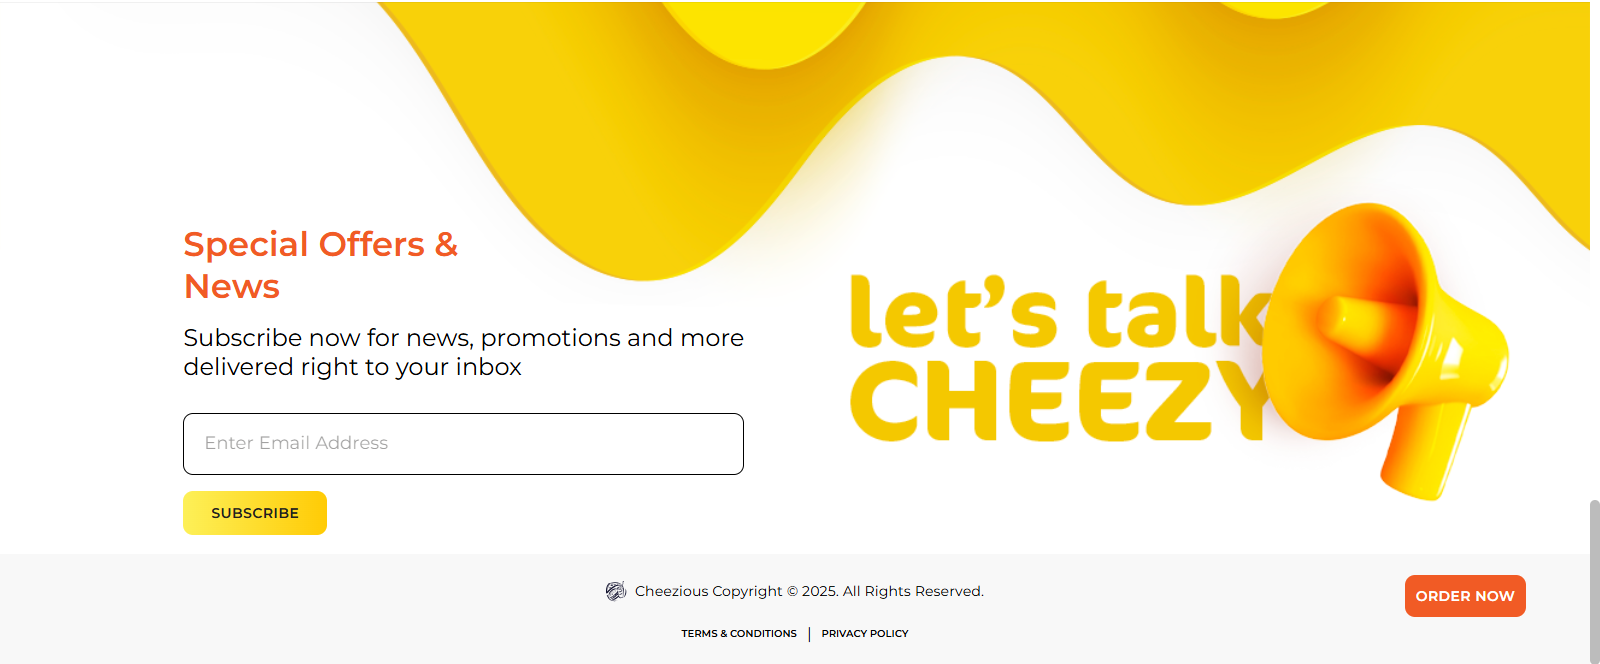 Special Offers &
News
Subscribe now for news, promotions and more
delivered right to your inbox
Enter Email Address
SUBSCRIBE
let's talk
CHEEZY
Cheezious Copyright © 2025. All Rights Reserved.
ORDER NOW
TERMS & CONDITIONS | PRIVACY POLICY